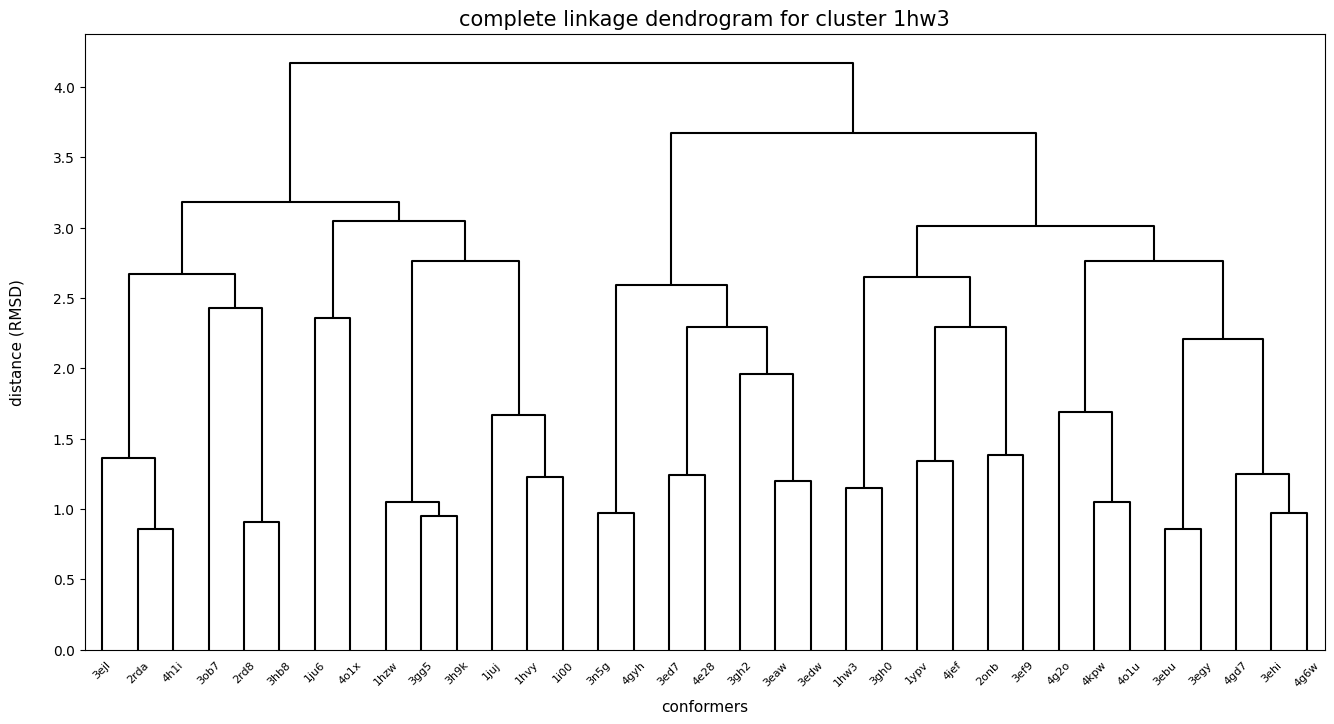 complete linkage dendrogram for cluster 1hw3
4.0
3.5
3.0
2.5
2.0
1.5
1.0
0.5
0.0
distance (RMSD)
3ejl 2rda 4h1i 3ob7 2rd8 3hb8 1ju6 4o1x 1hzw 3gg5 3h9k 1juj 1hvy 1i00 3n5g 4gyh 3ed7 4e28 3gh2 3eaw 3edw 1hw3 3gh0 1ypv 4jef 2onb 3ef9 4g2o 4kpw 4o1u 3ebu 3egy 4gd7 3ehi 4g6w
conformers